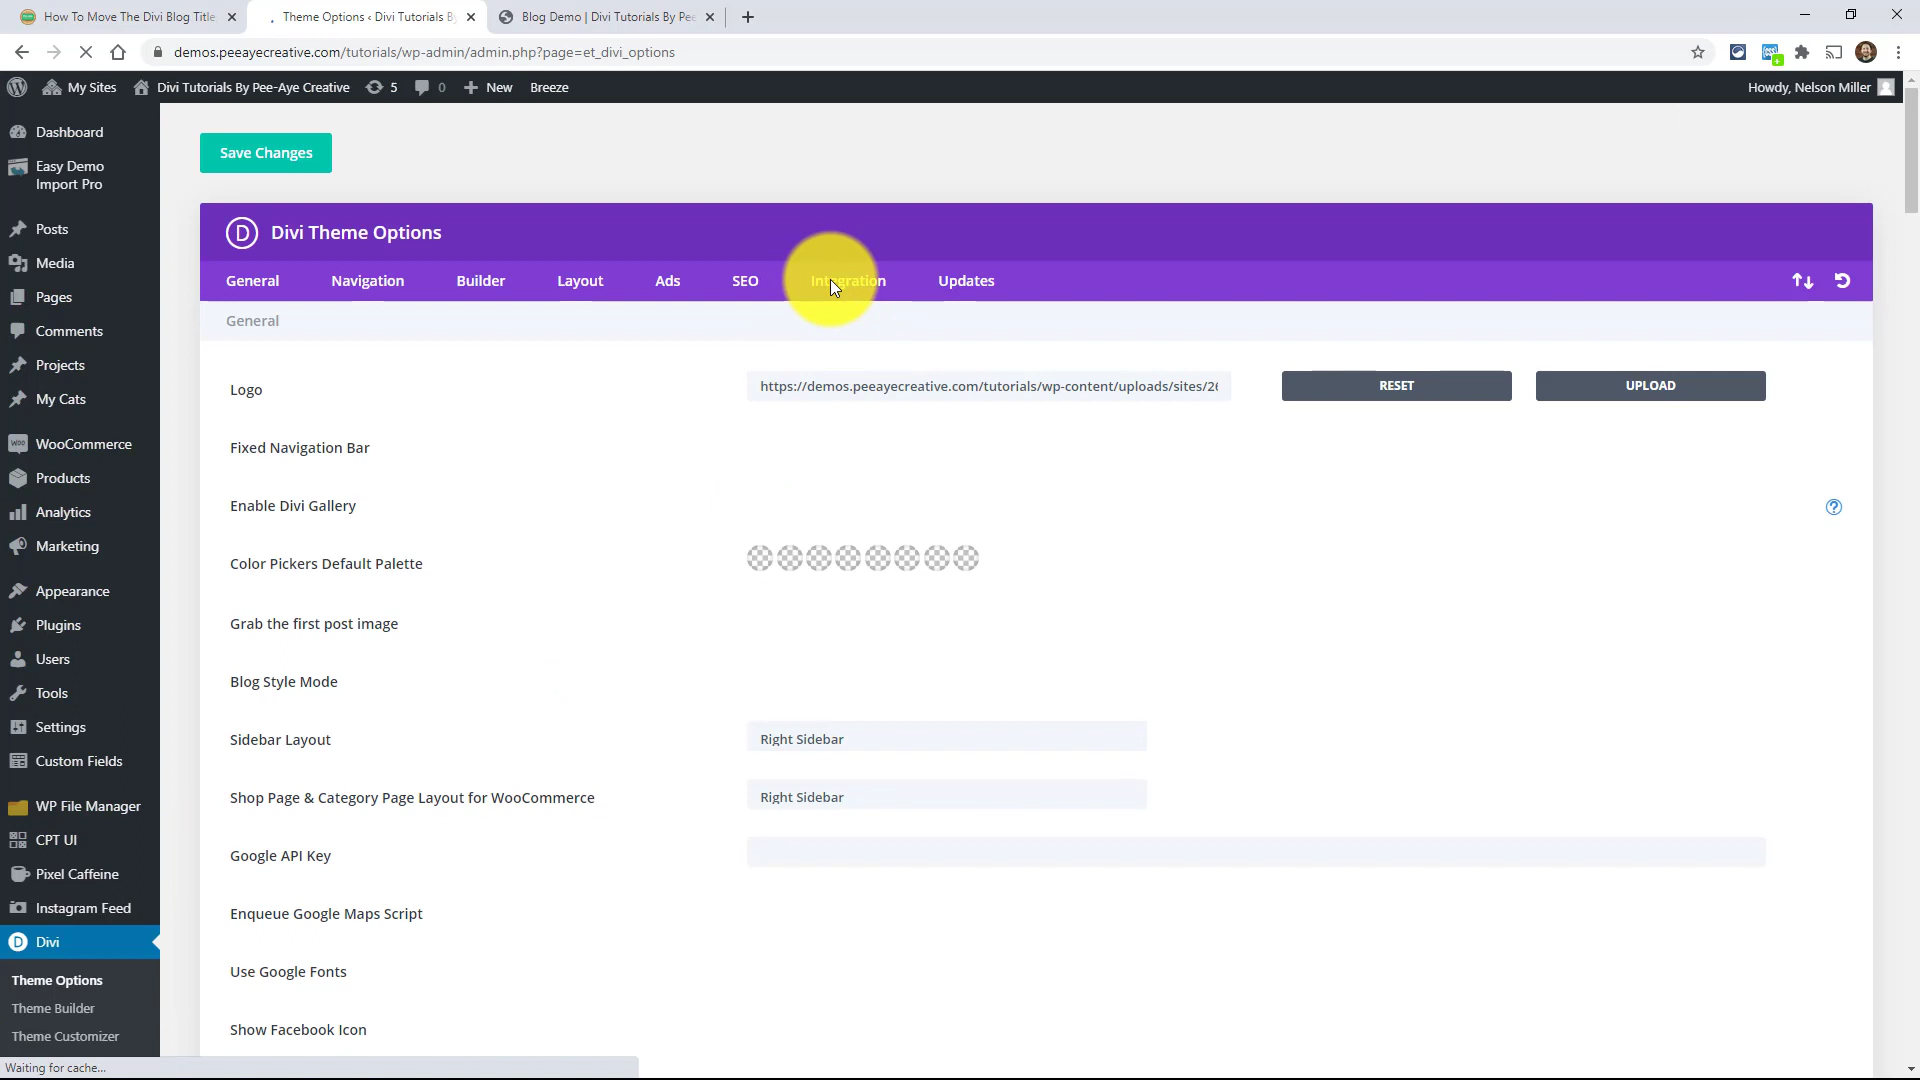 How To Move The Divi Blog Title
Theme Options ‹ Divi Tutorials By
Blog Demo | Divi Tutorials By Pee
demos.peeayecreative.com/tutorials/wp-admin/admin.php?page=et_divi_options
My Sites
Divi Tutorials By Pee-Aye Creative
5
0
New
Breeze
Howdy, Nelson Miller
Dashboard
Easy Demo
Import Pro
Posts
Media
Pages
Comments
Projects
My Cats
WooCommerce
Products
Analytics
Marketing
Appearance
Plugins
Users
Tools
Settings
Custom Fields
WP File Manager
CPT UI
Pixel Caffeine
Instagram Feed
Divi
Theme Options
Theme Builder
Theme Customizer
Waiting for cache...
Save Changes
D Divi Theme Options
General Navigation Builder Layout Ads SEO Integration Updates
General
Logo
https://demos.peeayecreative.com/tutorials/wp-content/uploads/sites/26
RESET
UPLOAD
Fixed Navigation Bar
Enable Divi Gallery
?
Color Pickers Default Palette
Grab the first post image
Blog Style Mode
Sidebar Layout
Right Sidebar
Shop Page & Category Page Layout for WooCommerce
Right Sidebar
Google API Key
Enqueue Google Maps Script
Use Google Fonts
Show Facebook Icon